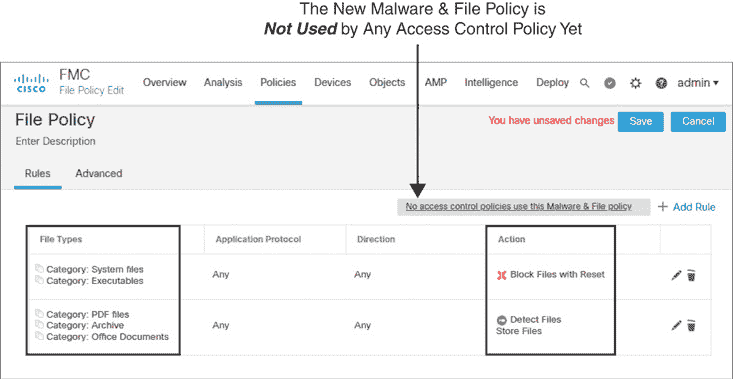 The New Malware & File Policy is
Not Used by Any Access Control Policy Yet
CISCO
FMC
File Policy Edit
Overview Analysis Policies Devices Objects AMP Intelligence Deploy admin
File Policy
You have unsaved changes Save Cancel
Enter Description
Rules Advanced
No access control policies use this Malware & File policy + Add Rule
File Types Application Protocol Direction Action
Category: System files
Category: Executables
Any Any Block Files with Reset
Category: PDF files
Category: Archive
Category: Office Documents
Any Any Detect Files
Store Files